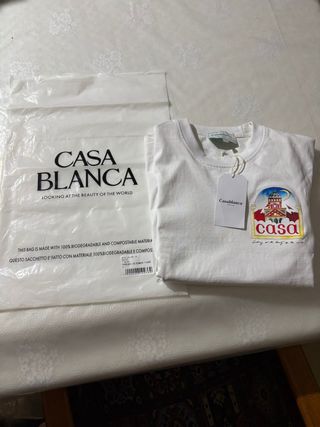 CASA
BLANCA
LOOKING AT THE BEAUTY OF THE WORLD
THIS BAG IS MADE WITH 100% BIODEGRADABLE AND COMPOSTABLE MATERIAL
QUESTO SACCHETTO E' FATTO CON MATERIALE 100% BIODEGRADABILE E COMPOS
Casablanca
casa